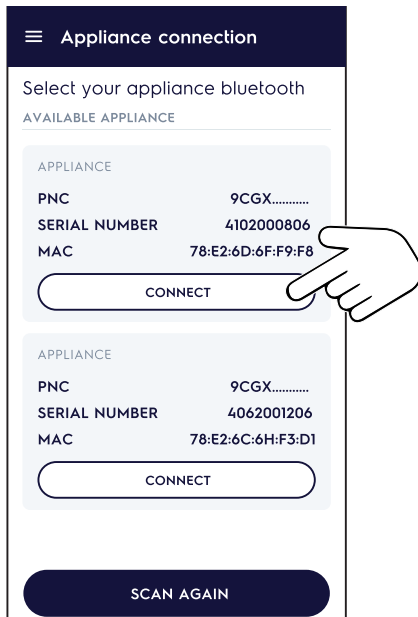 Appliance connection
Select your appliance bluetooth
AVAILABLE APPLIANCE
APPLIANCE
PNC 9CGX...........
SERIAL NUMBER 4102000806
MAC 78:E2:6D:6F:F9:F8
CONNECT
APPLIANCE
PNC 9CGX...........
SERIAL NUMBER 4062001206
MAC 78:E2:6C:6H:F3:D1
CONNECT
SCAN AGAIN